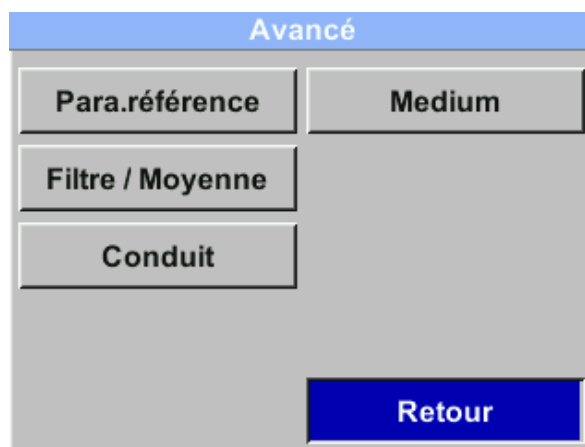 Avancé
Para.référence
Medium
Filtre / Moyenne
Conduit
Retour